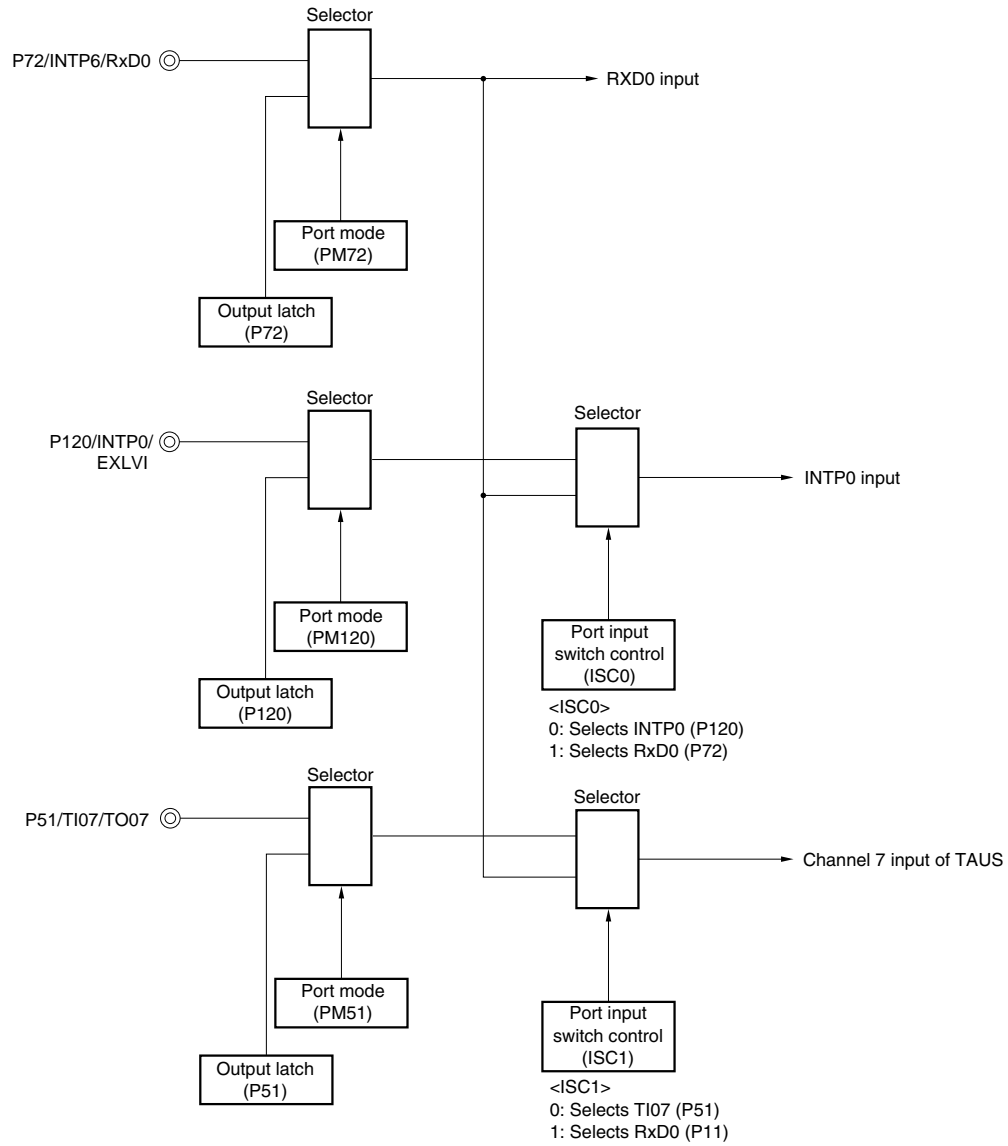 Selector
P72/INTP6/RxD0
RXD0 input
Port mode
(PM72)
Output latch
(P72)
Selector
Selector
P120/INTP0/
EXLVI
INTP0 input
Port mode
(PM120)
Port input
switch control
(ISC0)
Output latch
(P120)
<ISC0>
0: Selects INTP0 (P120)
1: Selects RxD0 (P72)
Selector
Selector
P51/TI07/TO07
Channel 7 input of TAUS
Port mode
(PM51)
Port input
switch control
(ISC1)
Output latch
(P51)
<ISC1>
0: Selects TI07 (P51)
1: Selects RxD0 (P11)